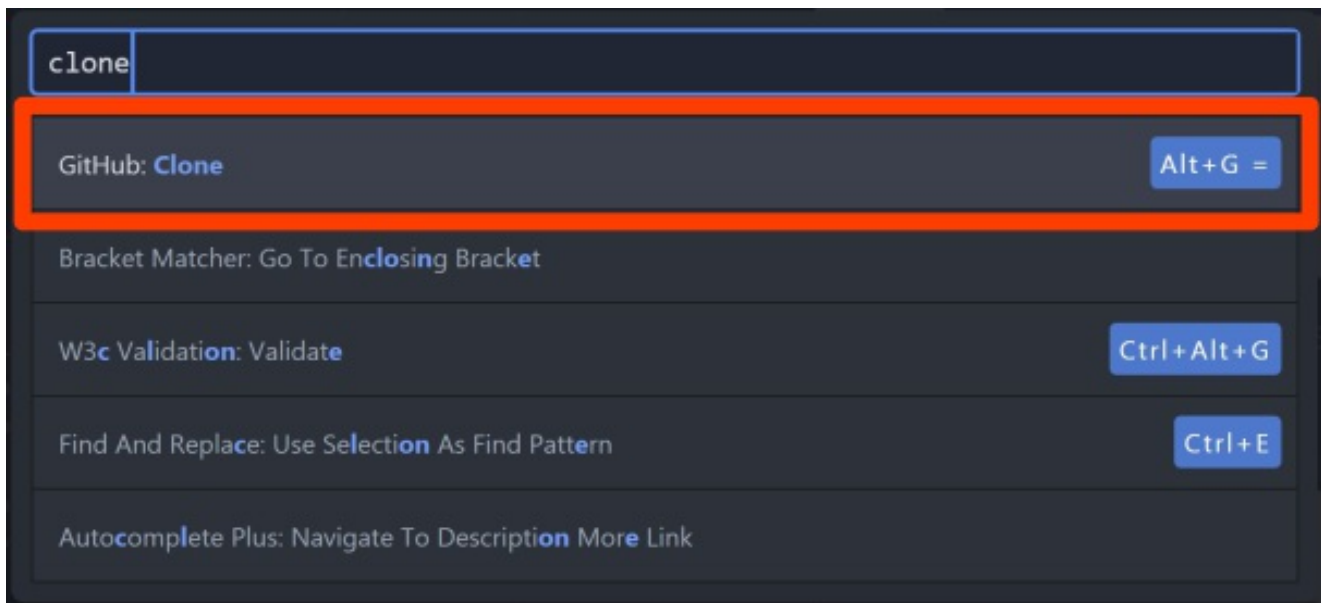 clone
GitHub: Clone Alt+G =
Bracket Matcher: Go To Enclosing Bracket
W3c Validation: Validate Ctrl+Alt+G
Find And Replace: Use Selection As Find Pattern Ctrl+E
Autocomplete Plus: Navigate To Description More Link